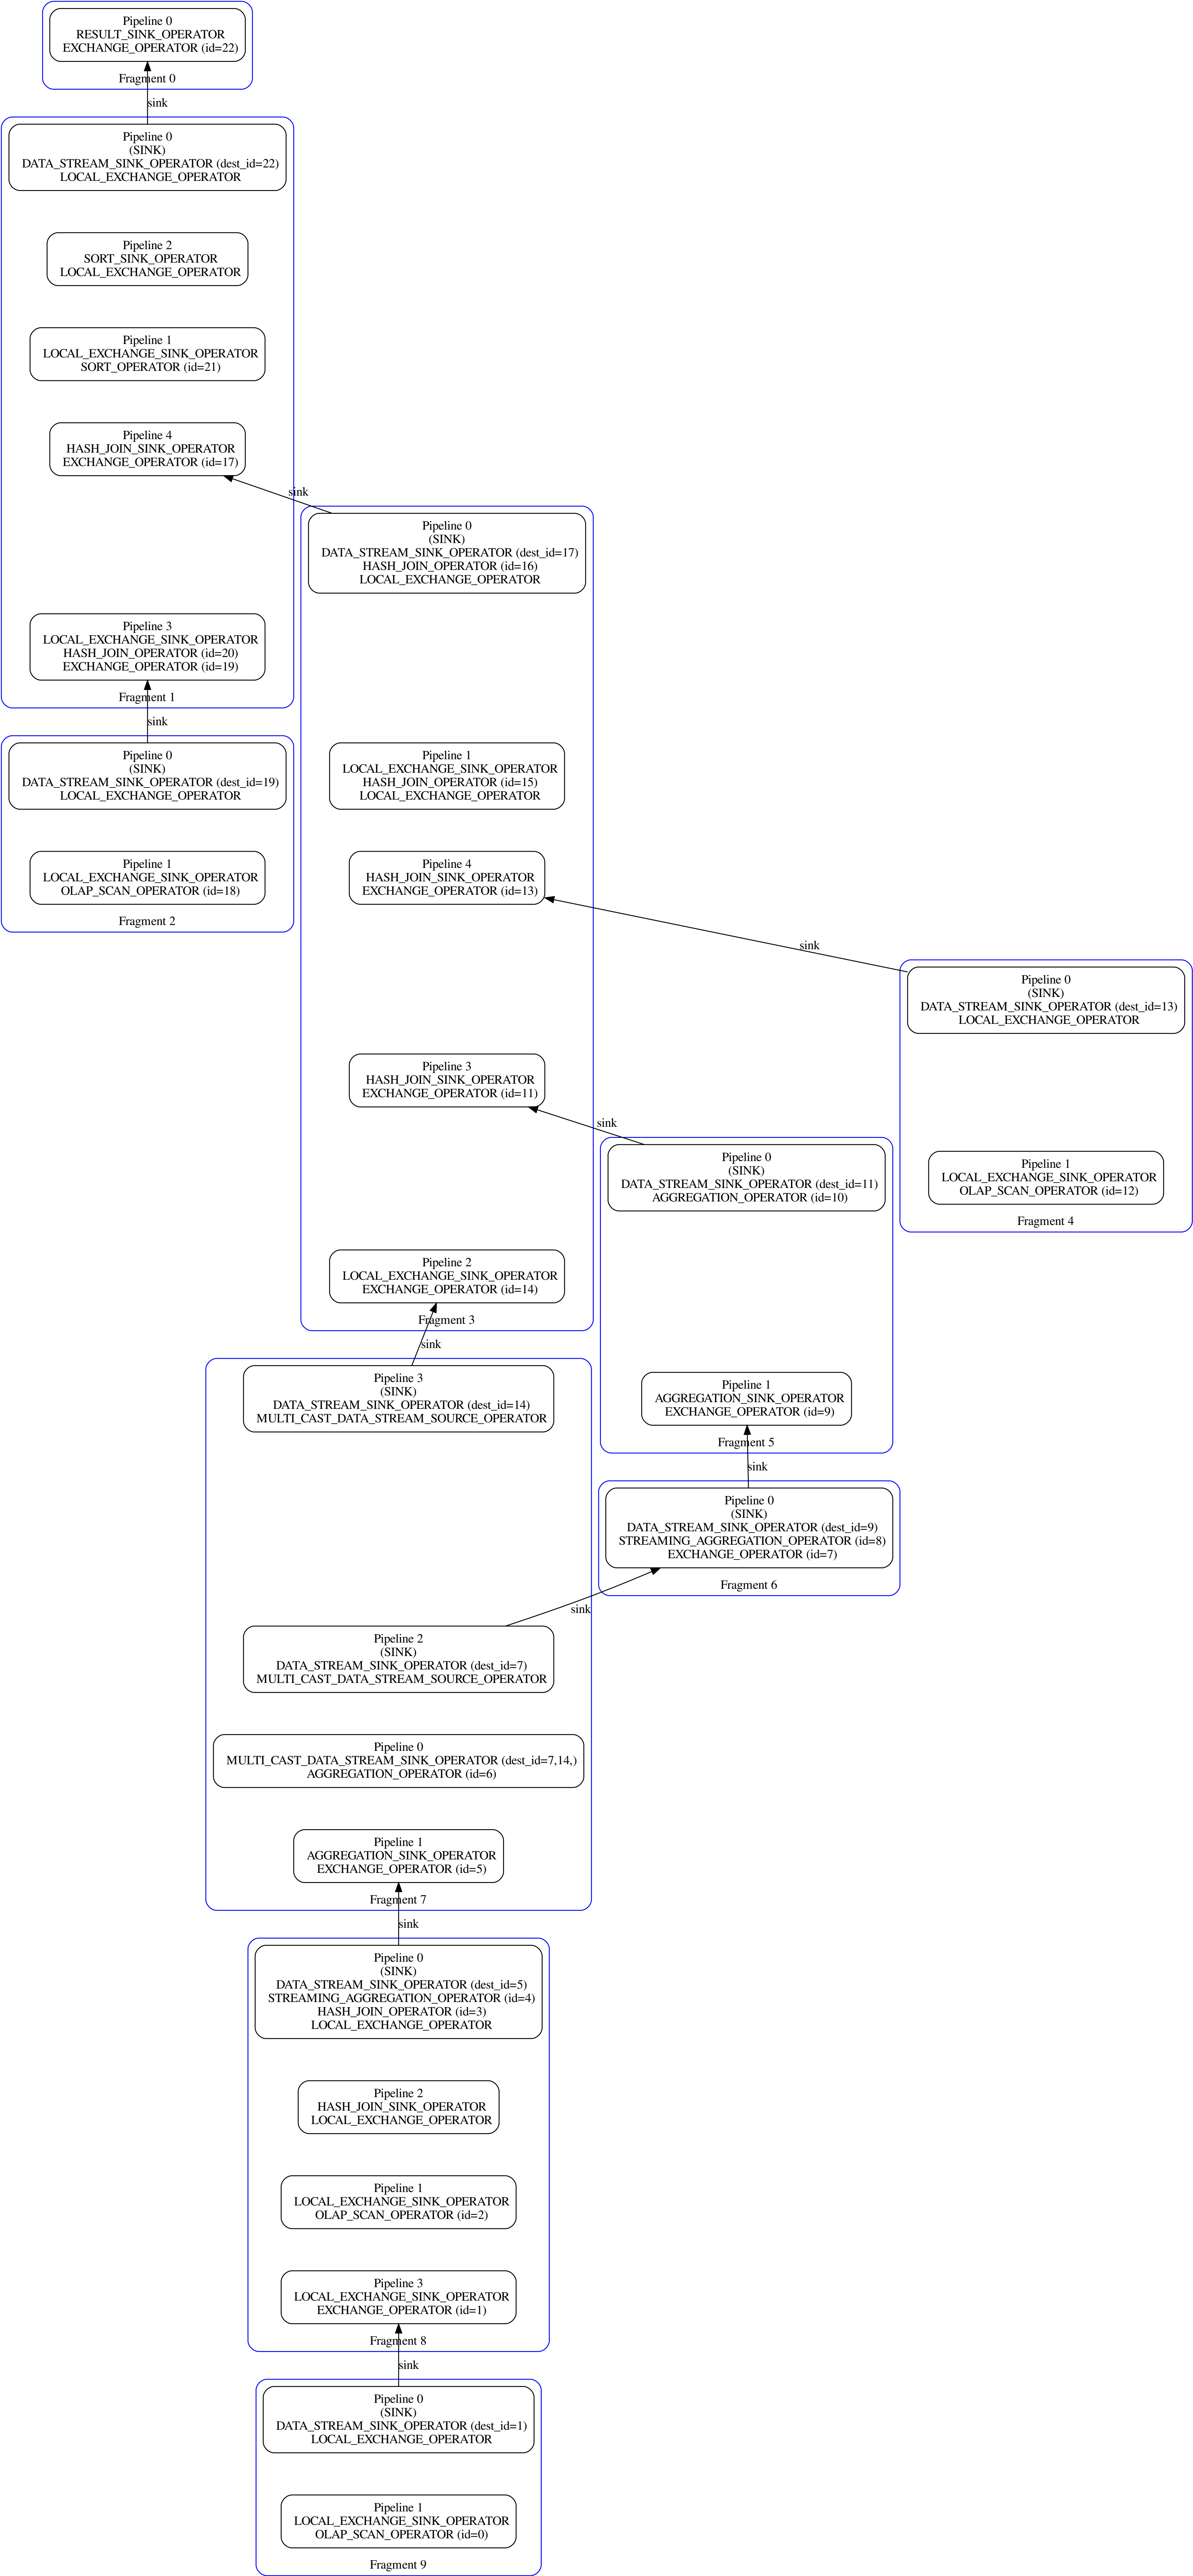 Pipeline 0
RESULT_SINK_OPERATOR
EXCHANGE_OPERATOR (id=22)
Fragment 0
sink
Pipeline 0
(SINK)
DATA_STREAM_SINK_OPERATOR (dest_id=22)
LOCAL_EXCHANGE_OPERATOR
Pipeline 2
SORT_SINK_OPERATOR
LOCAL_EXCHANGE_OPERATOR
Pipeline 1
LOCAL_EXCHANGE_SINK_OPERATOR
SORT_OPERATOR (id=21)
Pipeline 4
HASH_JOIN_SINK_OPERATOR
EXCHANGE_OPERATOR (id=17)
sink
Pipeline 3
LOCAL_EXCHANGE_SINK_OPERATOR
HASH_JOIN_OPERATOR (id=20)
EXCHANGE_OPERATOR (id=19)
Fragment 1
sink
Pipeline 0
(SINK)
DATA_STREAM_SINK_OPERATOR (dest_id=19)
LOCAL_EXCHANGE_OPERATOR
Pipeline 1
LOCAL_EXCHANGE_SINK_OPERATOR
OLAP_SCAN_OPERATOR (id=18)
Fragment 2
Pipeline 0
(SINK)
DATA_STREAM_SINK_OPERATOR (dest_id=17)
HASH_JOIN_OPERATOR (id=16)
LOCAL_EXCHANGE_OPERATOR
Pipeline 1
LOCAL_EXCHANGE_SINK_OPERATOR
HASH_JOIN_OPERATOR (id=15)
LOCAL_EXCHANGE_OPERATOR
Pipeline 4
HASH_JOIN_SINK_OPERATOR
EXCHANGE_OPERATOR (id=13)
sink
Pipeline 3
HASH_JOIN_SINK_OPERATOR
EXCHANGE_OPERATOR (id=11)
sink
Pipeline 2
LOCAL_EXCHANGE_SINK_OPERATOR
EXCHANGE_OPERATOR (id=14)
Fragment 3
sink
Pipeline 0
(SINK)
DATA_STREAM_SINK_OPERATOR (dest_id=13)
LOCAL_EXCHANGE_OPERATOR
Pipeline 1
LOCAL_EXCHANGE_SINK_OPERATOR
OLAP_SCAN_OPERATOR (id=12)
Fragment 4
Pipeline 0
(SINK)
DATA_STREAM_SINK_OPERATOR (dest_id=11)
AGGREGATION_OPERATOR (id=10)
Pipeline 1
AGGREGATION_SINK_OPERATOR
EXCHANGE_OPERATOR (id=9)
Fragment 5
sink
Pipeline 0
(SINK)
DATA_STREAM_SINK_OPERATOR (dest_id=9)
STREAMING_AGGREGATION_OPERATOR (id=8)
EXCHANGE_OPERATOR (id=7)
Fragment 6
sink
Pipeline 3
(SINK)
DATA_STREAM_SINK_OPERATOR (dest_id=14)
MULTI_CAST_DATA_STREAM_SOURCE_OPERATOR
Pipeline 2
(SINK)
DATA_STREAM_SINK_OPERATOR (dest_id=7)
MULTI_CAST_DATA_STREAM_SOURCE_OPERATOR
Pipeline 0
MULTI_CAST_DATA_STREAM_SINK_OPERATOR (dest_id=7,14,)
AGGREGATION_OPERATOR (id=6)
Pipeline 1
AGGREGATION_SINK_OPERATOR
EXCHANGE_OPERATOR (id=5)
Fragment 7
sink
Pipeline 0
(SINK)
DATA_STREAM_SINK_OPERATOR (dest_id=5)
STREAMING_AGGREGATION_OPERATOR (id=4)
HASH_JOIN_OPERATOR (id=3)
LOCAL_EXCHANGE_OPERATOR
Pipeline 2
HASH_JOIN_SINK_OPERATOR
LOCAL_EXCHANGE_OPERATOR
Pipeline 1
LOCAL_EXCHANGE_SINK_OPERATOR
OLAP_SCAN_OPERATOR (id=2)
Pipeline 3
LOCAL_EXCHANGE_SINK_OPERATOR
EXCHANGE_OPERATOR (id=1)
Fragment 8
sink
Pipeline 0
(SINK)
DATA_STREAM_SINK_OPERATOR (dest_id=1)
LOCAL_EXCHANGE_OPERATOR
Pipeline 1
LOCAL_EXCHANGE_SINK_OPERATOR
OLAP_SCAN_OPERATOR (id=0)
Fragment 9